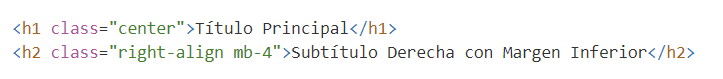 <h1 class="center">Título Principal</h1>
<h2 class="right-align mb-4">Subtítulo Derecha con Margen Inferior</h2>